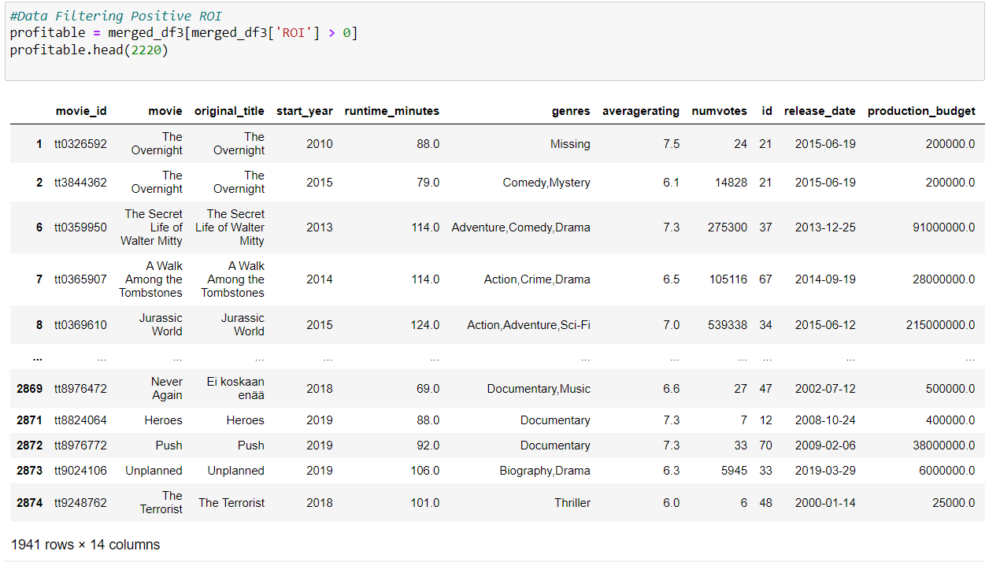 #Data Filtering Positive ROI
profitable = merged_df3[merged_df3['ROI'] > 0]
profitable.head(2220)
movie_id movie original_title start_year runtime_minutes genres averagerating numvotes id release_date production_budget
1 tt0326592 The Overnight The Overnight 2010 88.0 Missing 7.5 24 21 2015-06-19 200000.0
2 tt3844362 The Overnight The Overnight 2015 79.0 Comedy,Mystery 6.1 14828 21 2015-06-19 200000.0
6 tt0359950 The Secret Life of Walter Mitty The Secret Life of Walter Mitty 2013 114.0 Adventure,Comedy,Drama 7.3 275300 37 2013-12-25 91000000.0
7 tt0365907 A Walk Among the Tombstones A Walk Among the Tombstones 2014 114.0 Action,Crime,Drama 6.5 105116 67 2014-09-19 28000000.0
8 tt0369610 Jurassic World Jurassic World 2015 124.0 Action,Adventure,Sci-Fi 7.0 539338 34 2015-06-12 215000000.0
... ... ... ... ... ... ... ... ... ... ... ...
2869 tt8976472 Never Again Ei koskaan enää 2018 69.0 Documentary,Music 6.6 27 47 2002-07-12 500000.0
2871 tt8824064 Heroes Heroes 2019 88.0 Documentary 7.3 7 12 2008-10-24 400000.0
2872 tt8976772 Push Push 2019 92.0 Documentary 7.3 33 70 2009-02-06 38000000.0
2873 tt9024106 Unplanned Unplanned 2019 106.0 Biography,Drama 6.3 5945 33 2019-03-29 6000000.0
2874 tt9248762 The Terrorist The Terrorist 2018 101.0 Thriller 6.0 6 48 2000-01-14 25000.0
1941 rows × 14 columns